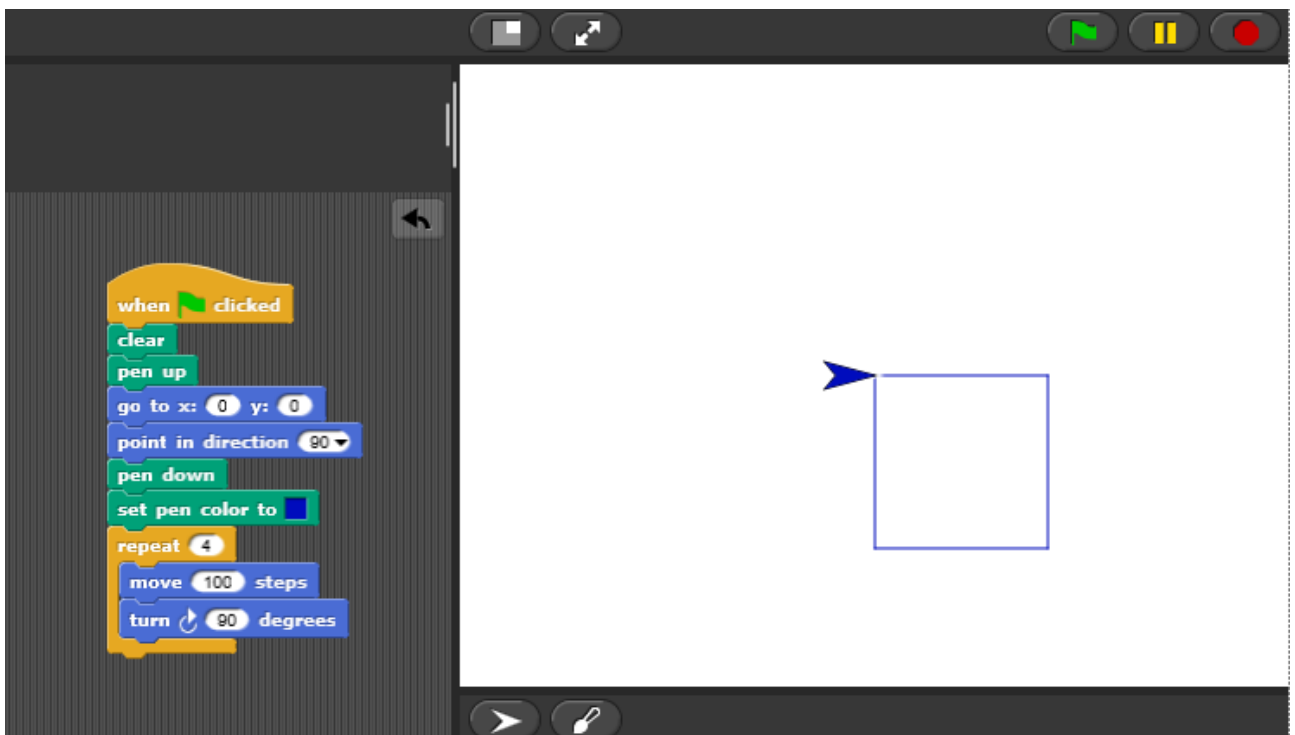 when clicked
clear
pen up
go to x: 0 y: 0
point in direction 90
pen down
set pen color to
repeat 4
move 100 steps
turn 90 degrees